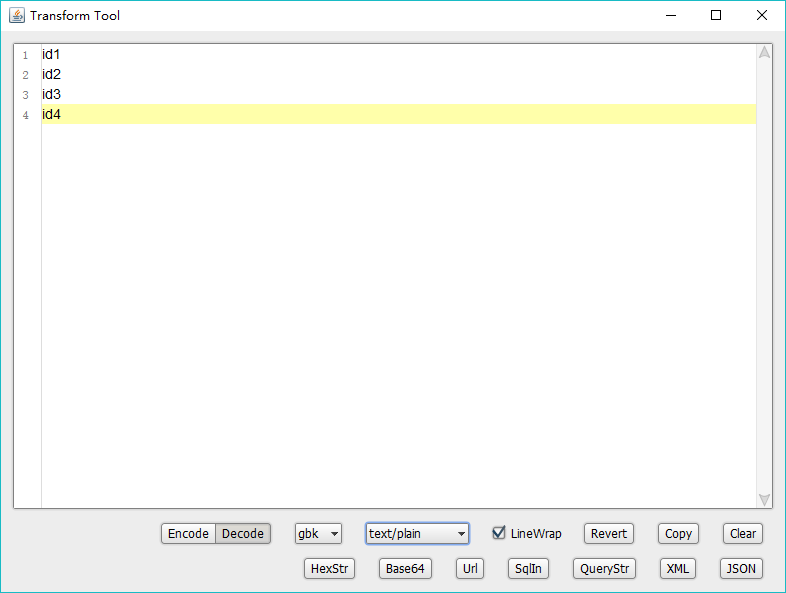 Transform Tool
1 id1
2 id2
3 id3
4 id4
Encode Decode gbk text/plain LineWrap Revert Copy Clear
HexStr Base64 Url SqlIn QueryStr XML JSON